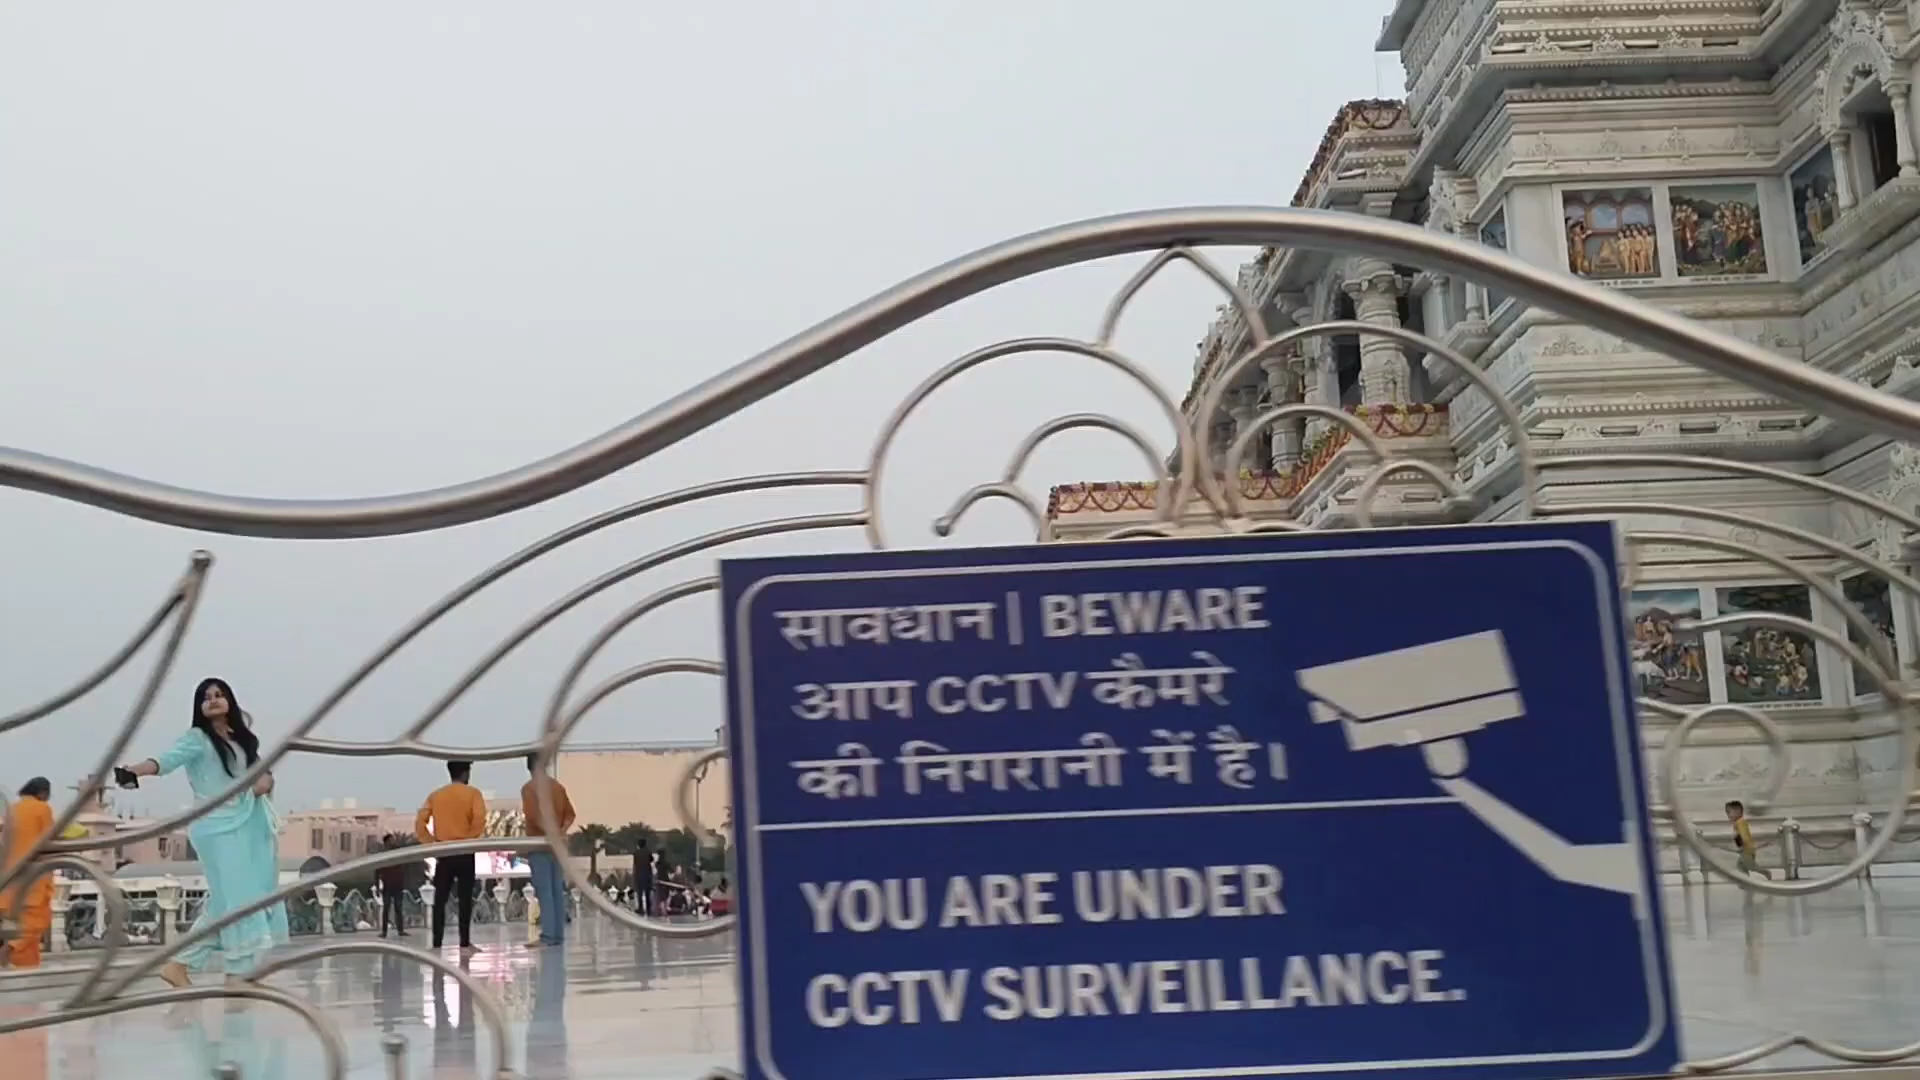 सावधान | BEWARE
आप CCTV कैमरे
की निगरानी में है।
YOU ARE UNDER
CCTV SURVEILLANCE.